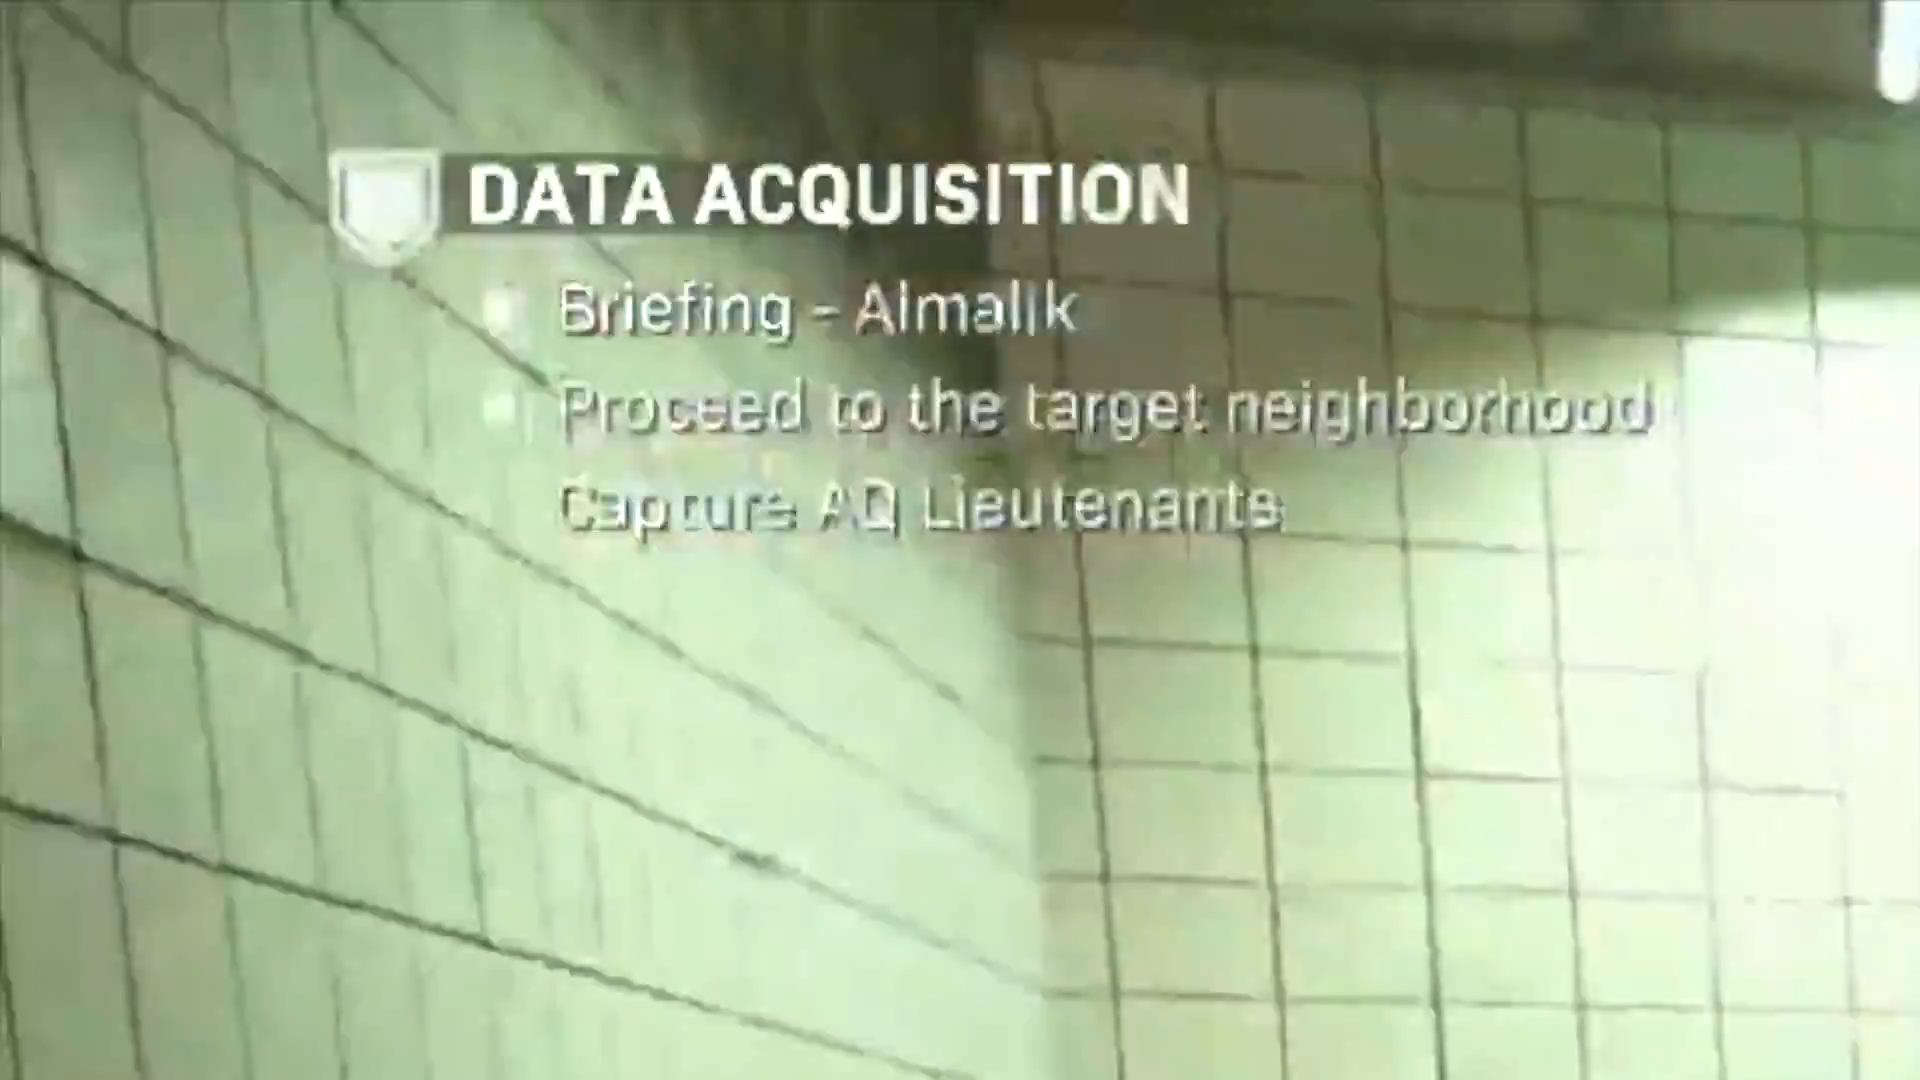 DATA ACQUISITION
Briefing - Almalik
Proceed to the target neighborhood
Capture AQ Lieutenants